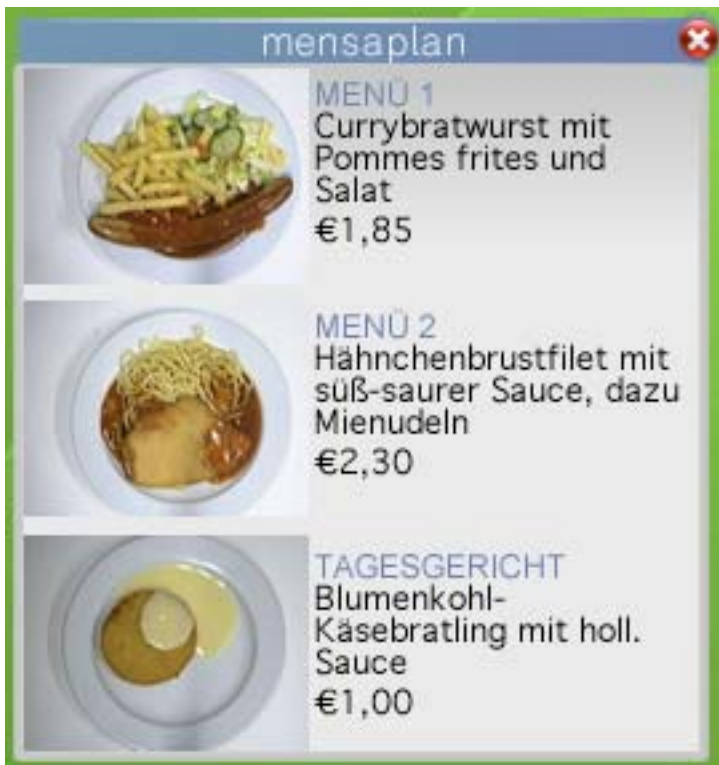 mensaplan
MENÜ 1
Currybratwurst mit
Pommes frites und
Salat
€1,85
MENÜ 2
Hähnchenbrustfilet mit
süß-saurer Sauce, dazu
Mienudeln
€2,30
TAGESGERICHT
Blumenkohl-
Käsebratling mit holl.
Sauce
€1,00